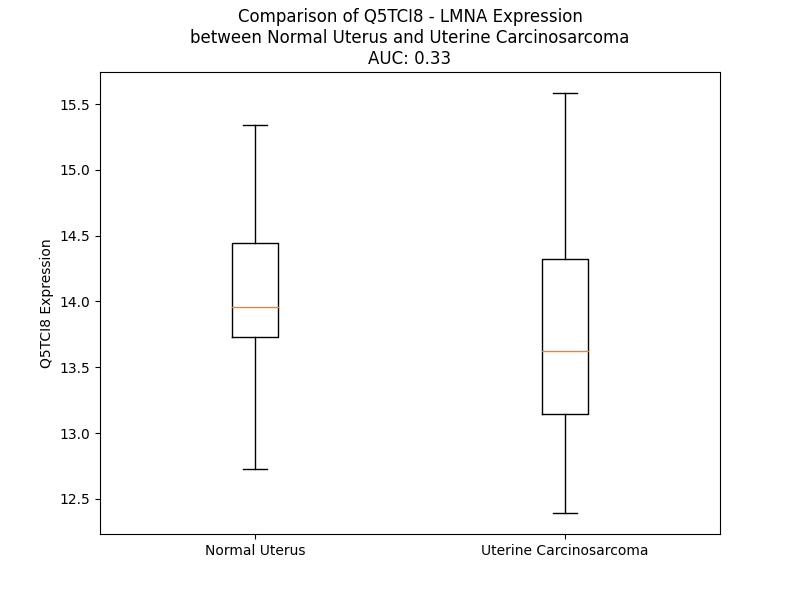 Comparison of Q5TCI8 - LMNA Expression
between Normal Uterus and Uterine Carcinosarcoma
AUC: 0.33
15.5
15.0
14.5
14.0
13.5
13.0
12.5
Q5TCI8 Expression
Normal Uterus
Uterine Carcinosarcoma